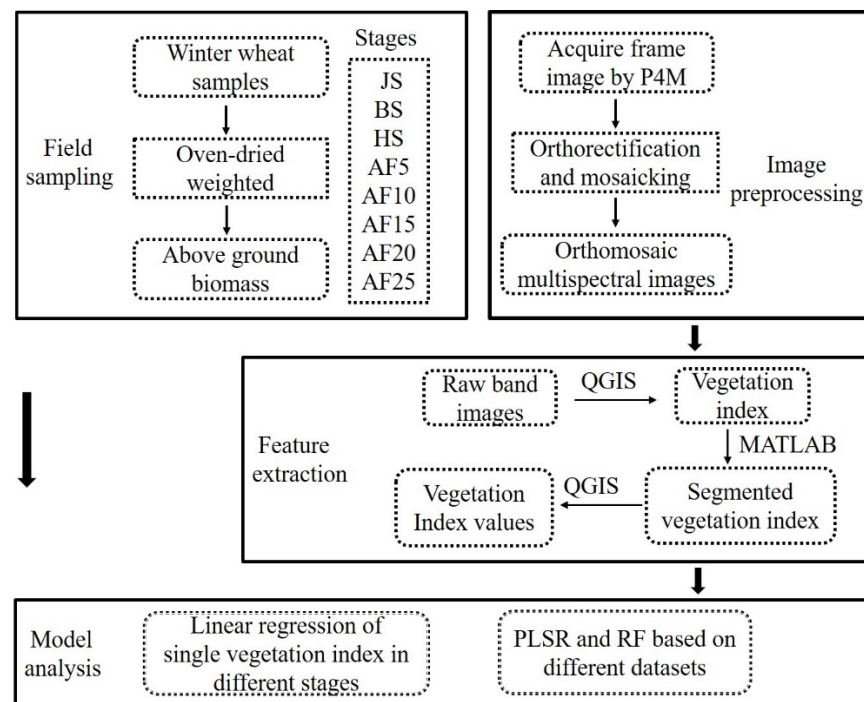 Winter wheat
samples
Oven-dried
weighted
Above ground
biomass
Field
sampling
Stages
JS
BS
HS
AF5
AF10
AF15
AF20
AF25
Acquire frame
image by P4M
Orthorectification
and mosaicking
Orthomosaic
multispectral images
Image
preprocessing
Feature
extraction
Raw band
images
QGIS
Vegetation
index
MATLAB
Segmented
vegetation index
QGIS
Vegetation
Index values
Model
analysis
Linear regression of
single vegetation index in
different stages
PLSR and RF based on
different datasets